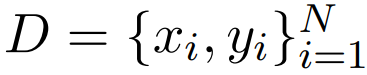 D = \{x_i, y_i\}_{i=1}^{N}